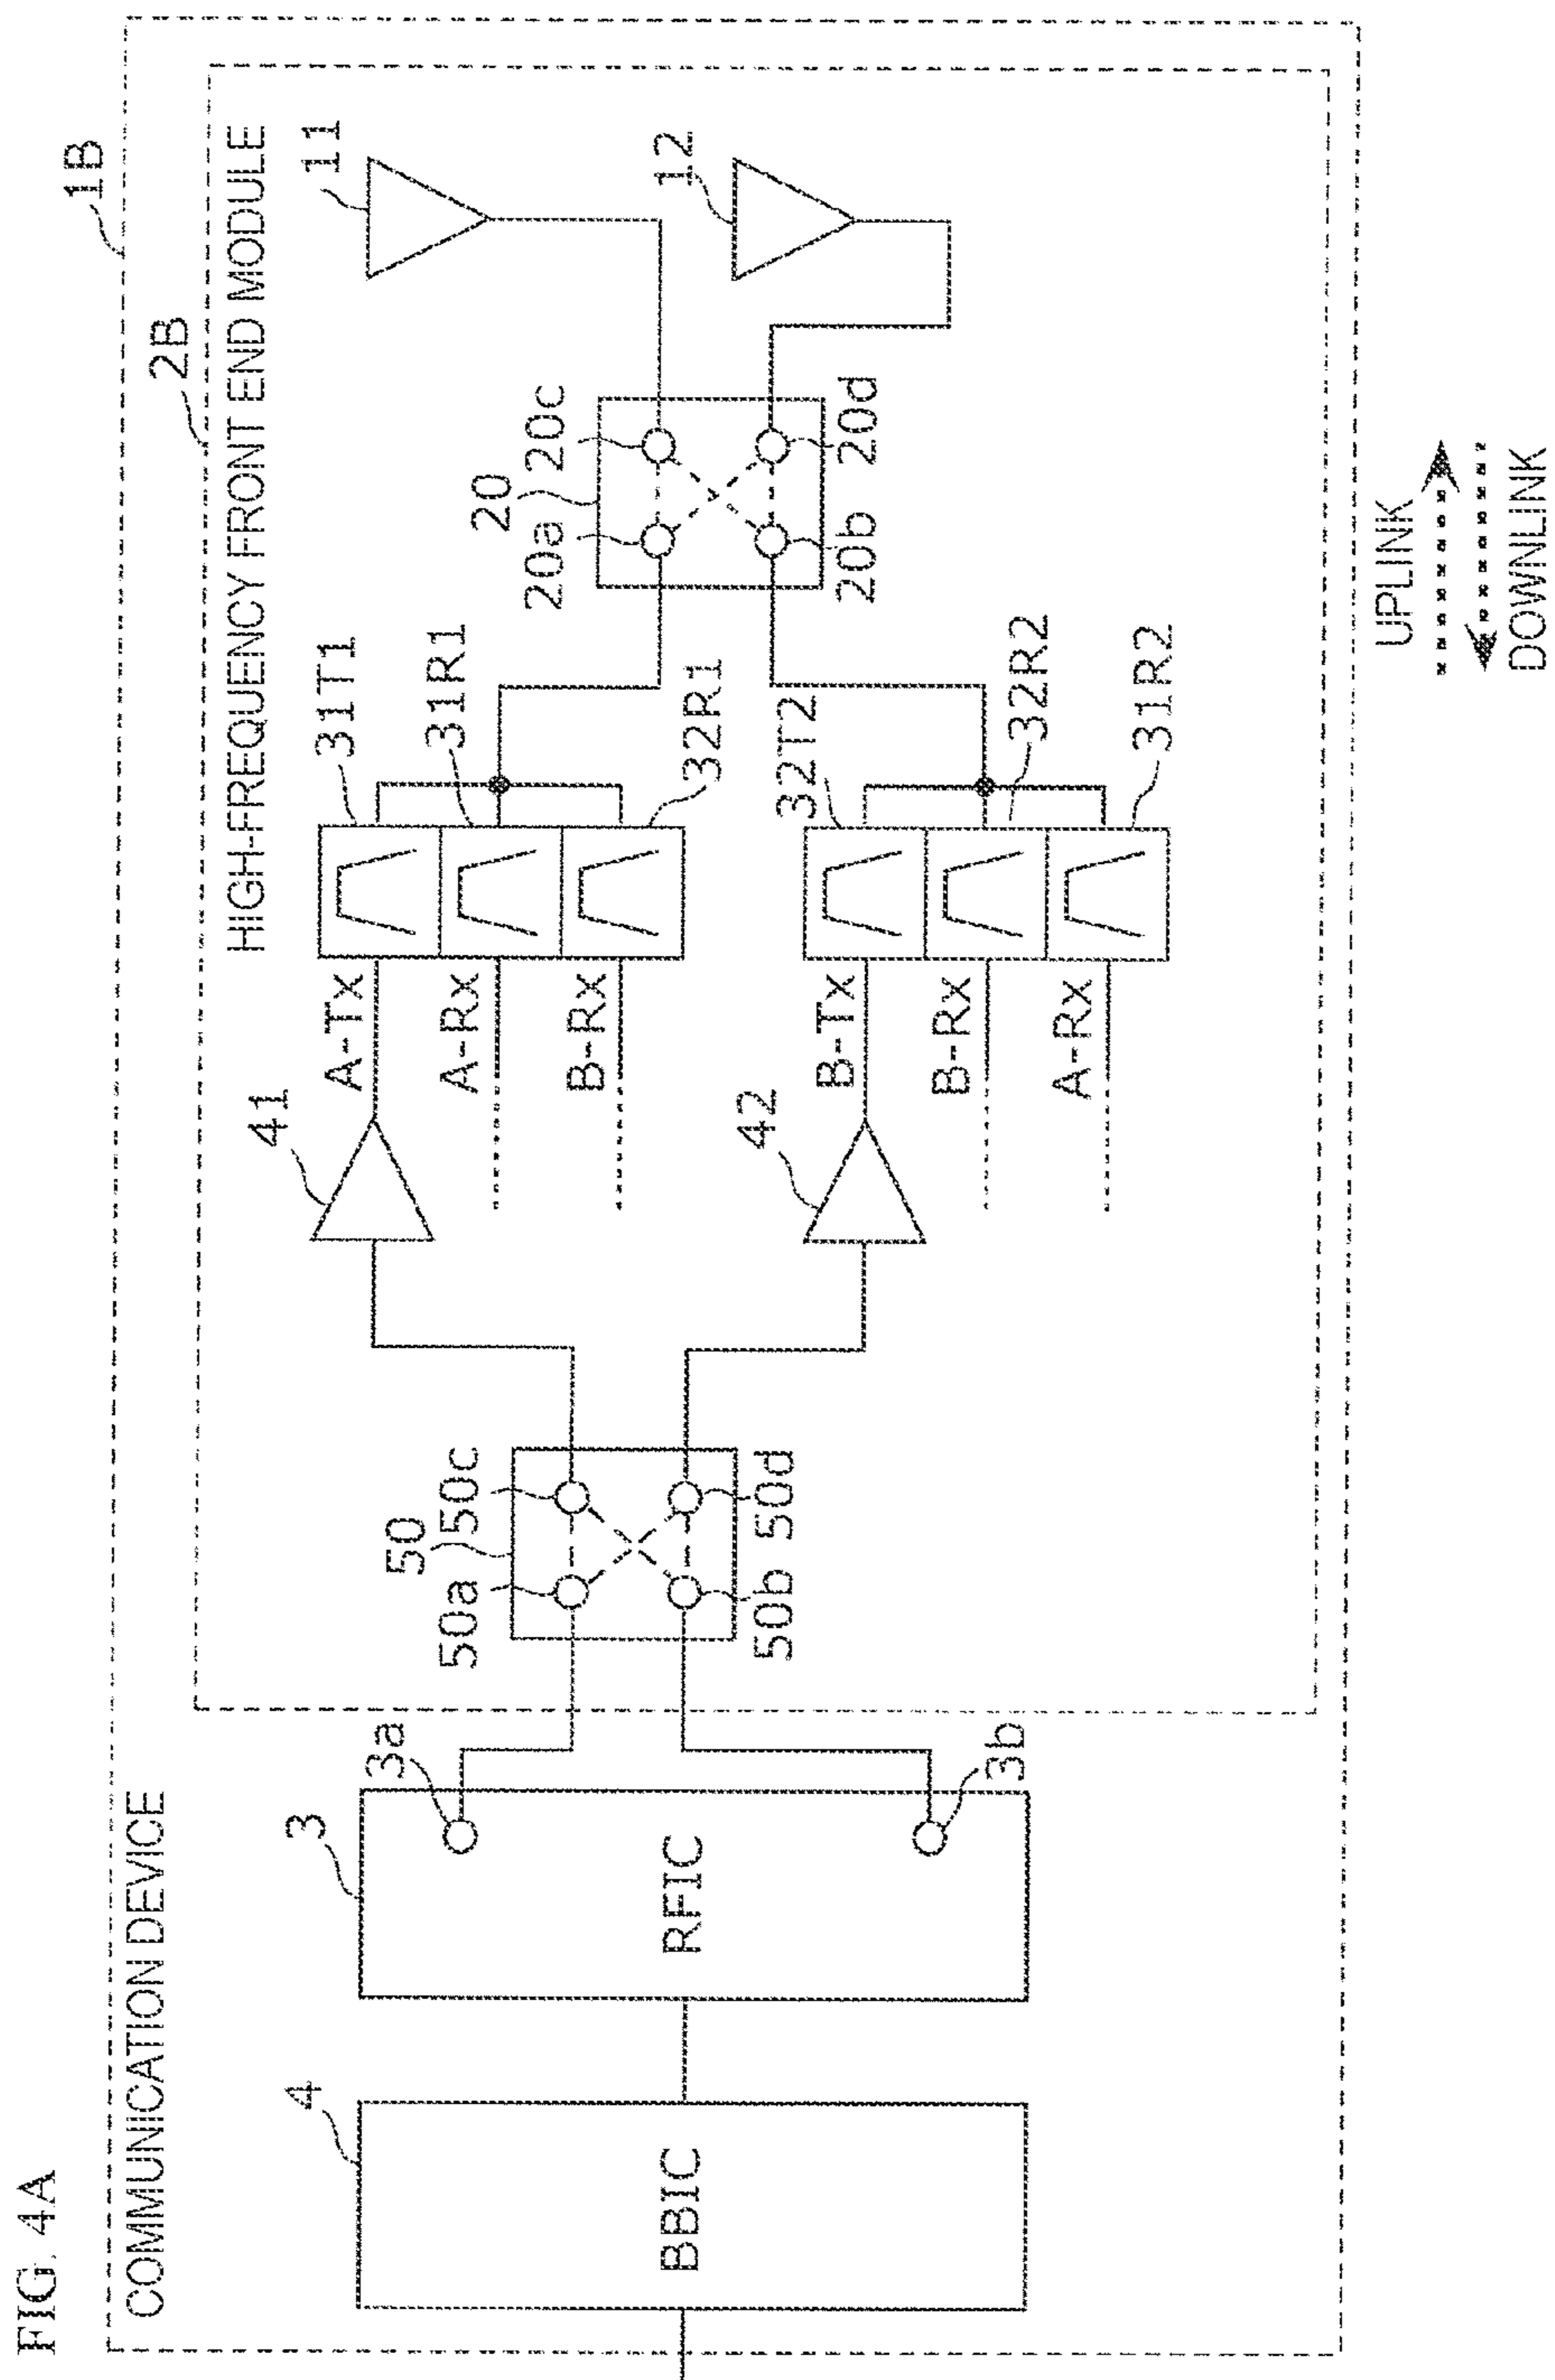 FIG. 4A
1B
COMMUNICATION DEVICE
2B
HIGH-FREQUENCY FRONT END MODULE
4
BBIC
3
RFIC
3a
3b
50
50a
50c
50b
50d
41
42
A-Tx
A-Rx
B-Rx
B-Tx
B-Rx
A-Rx
31T1
31R1
32R1
32T2
32R2
31R2
20
20a
20c
20b
20d
11
12
UPLINK
DOWNLINK